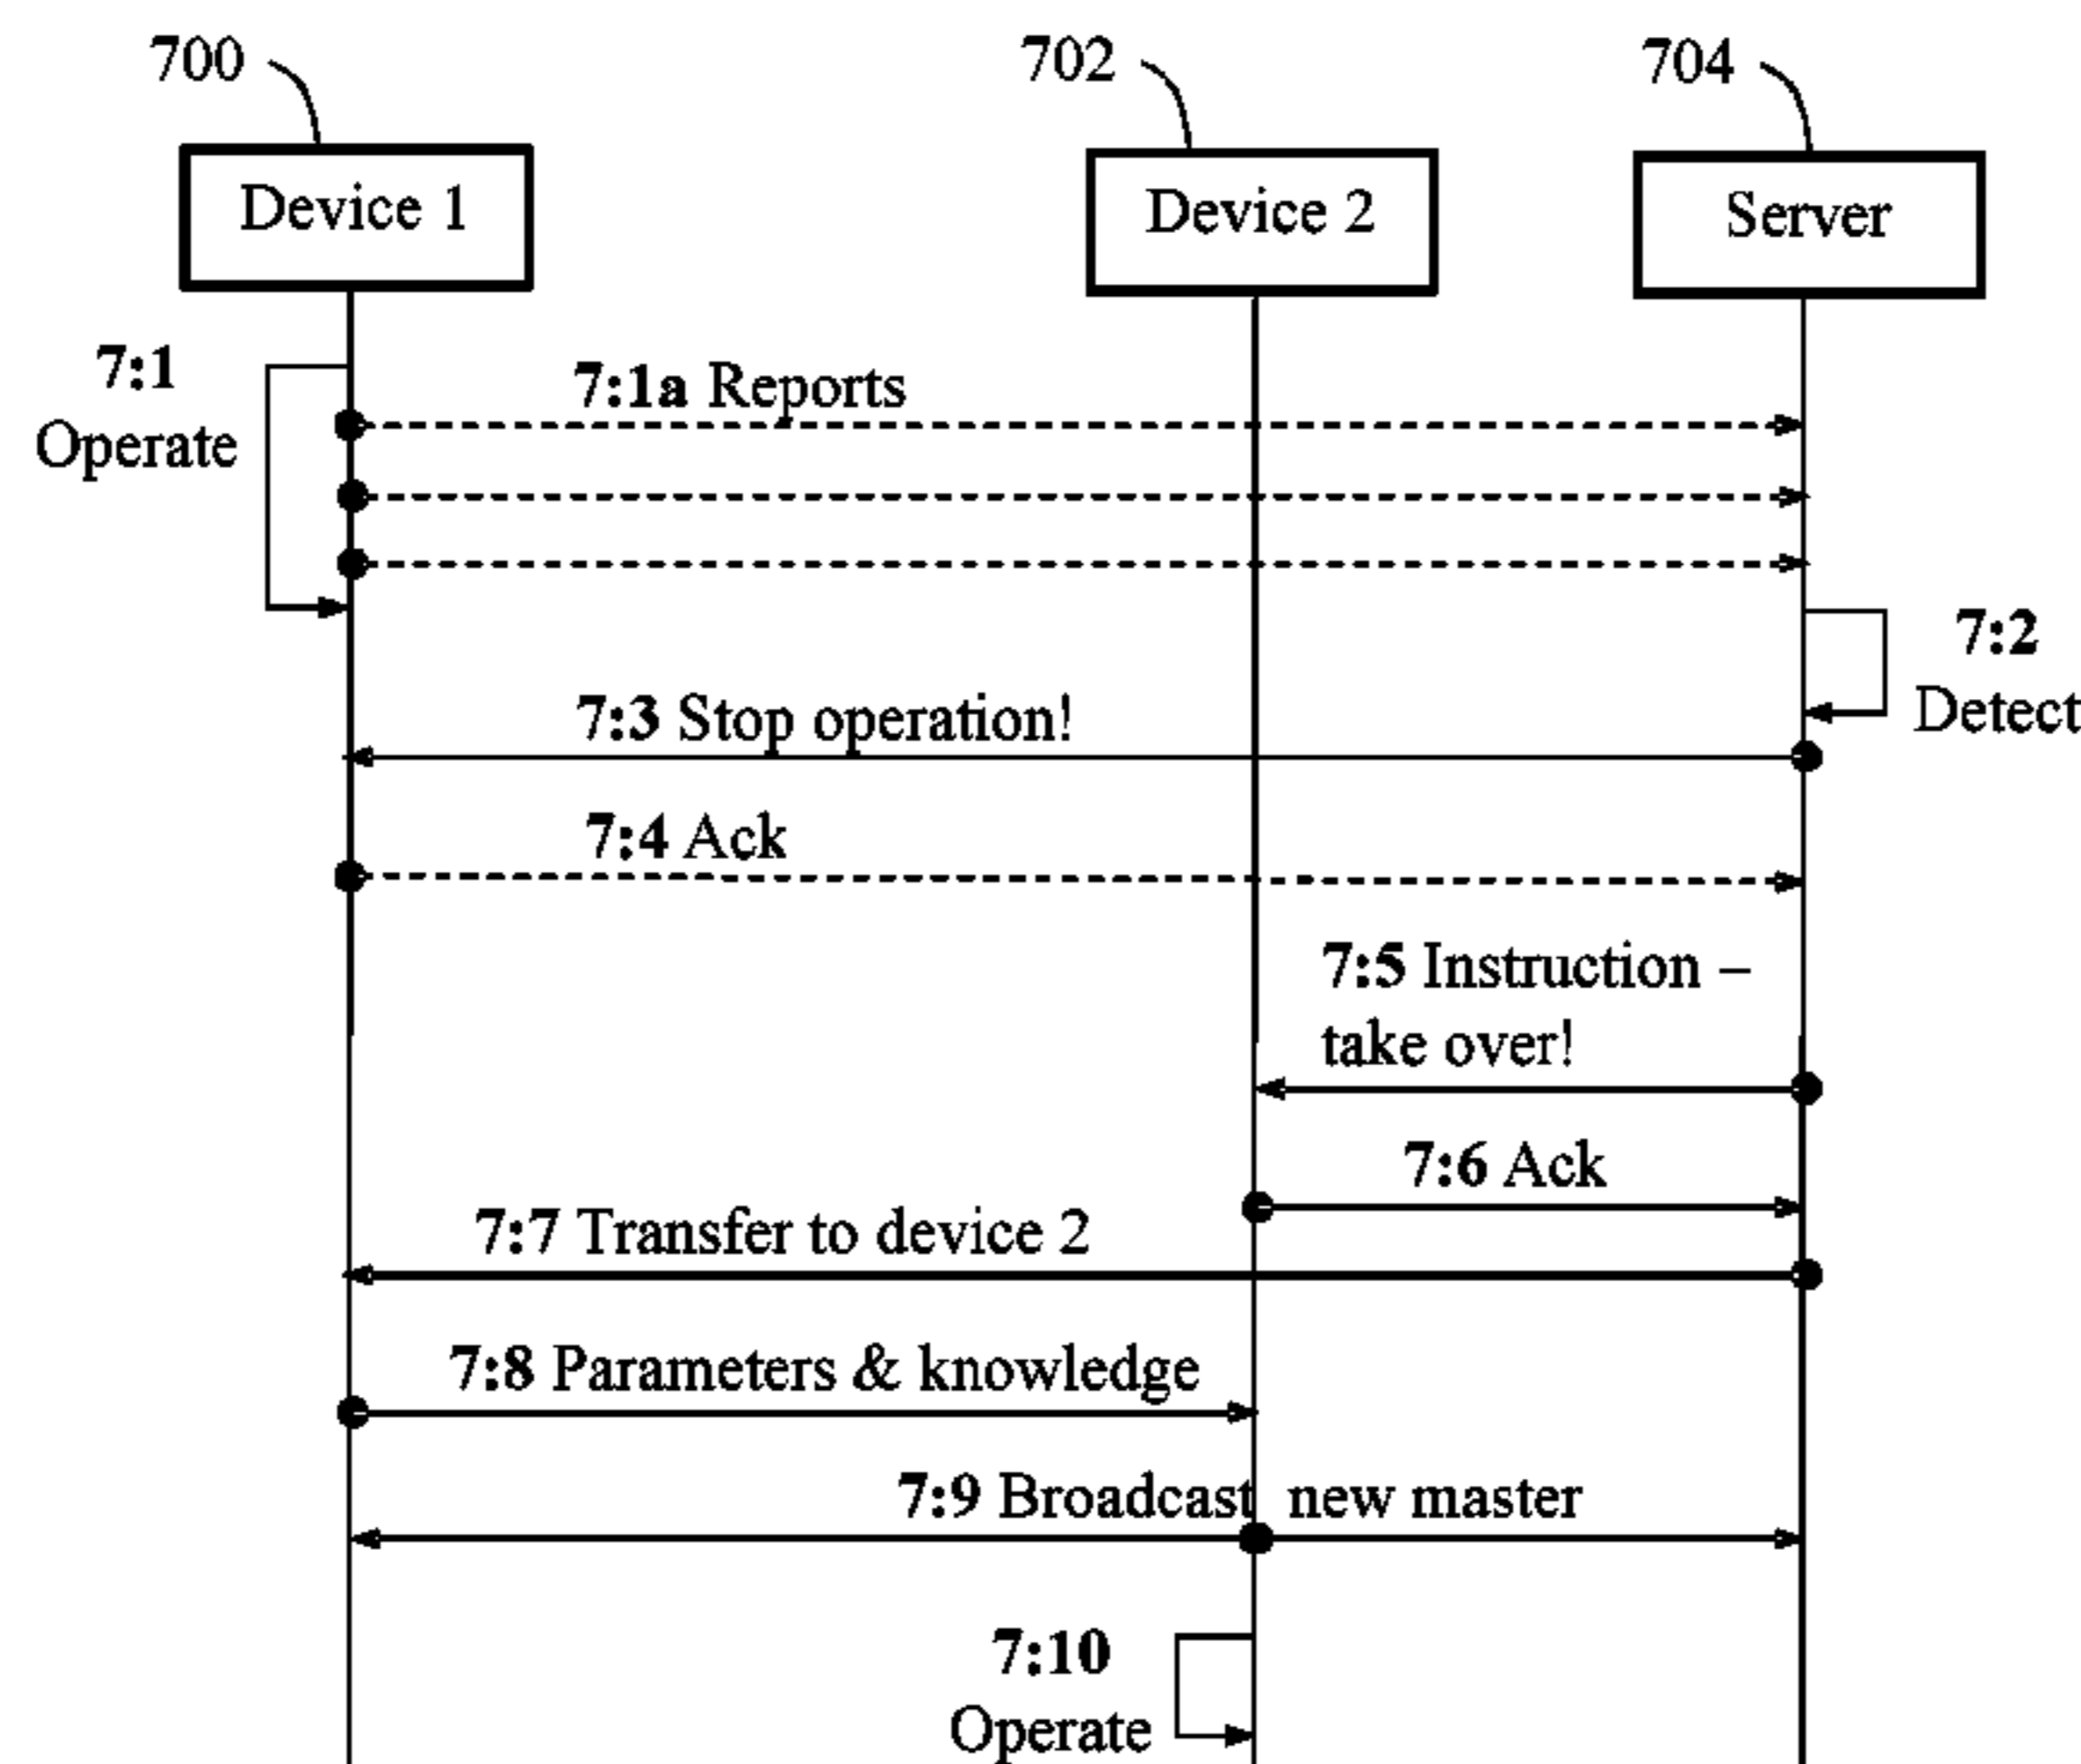 700
702
704
Device 1
Device 2
Server
7:1
Operate
7:1a Reports
7:2
Detect
7:3 Stop operation!
7:4 Ack
7:5 Instruction –
take over!
7:6 Ack
7:7 Transfer to device 2
7:8 Parameters & knowledge
7:9 Broadcast new master
7:10
Operate